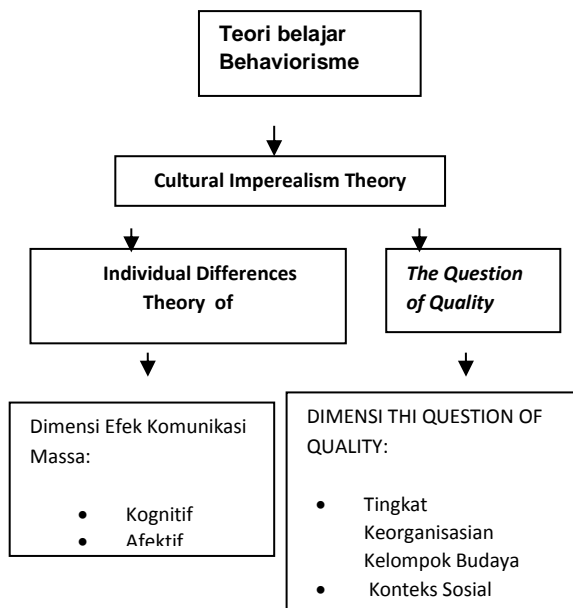 Teori belajar
Behaviorisme
Cultural Imperealism Theory
Individual Differences
Theory of
The Question
of Quality
Dimensi Efek Komunikasi
Massa:
• Kognitif
• Afektif
DIMENSI THI QUESTION OF
QUALITY:
• Tingkat
Keorganisasian
Kelompok Budaya
• Konteks Sosial